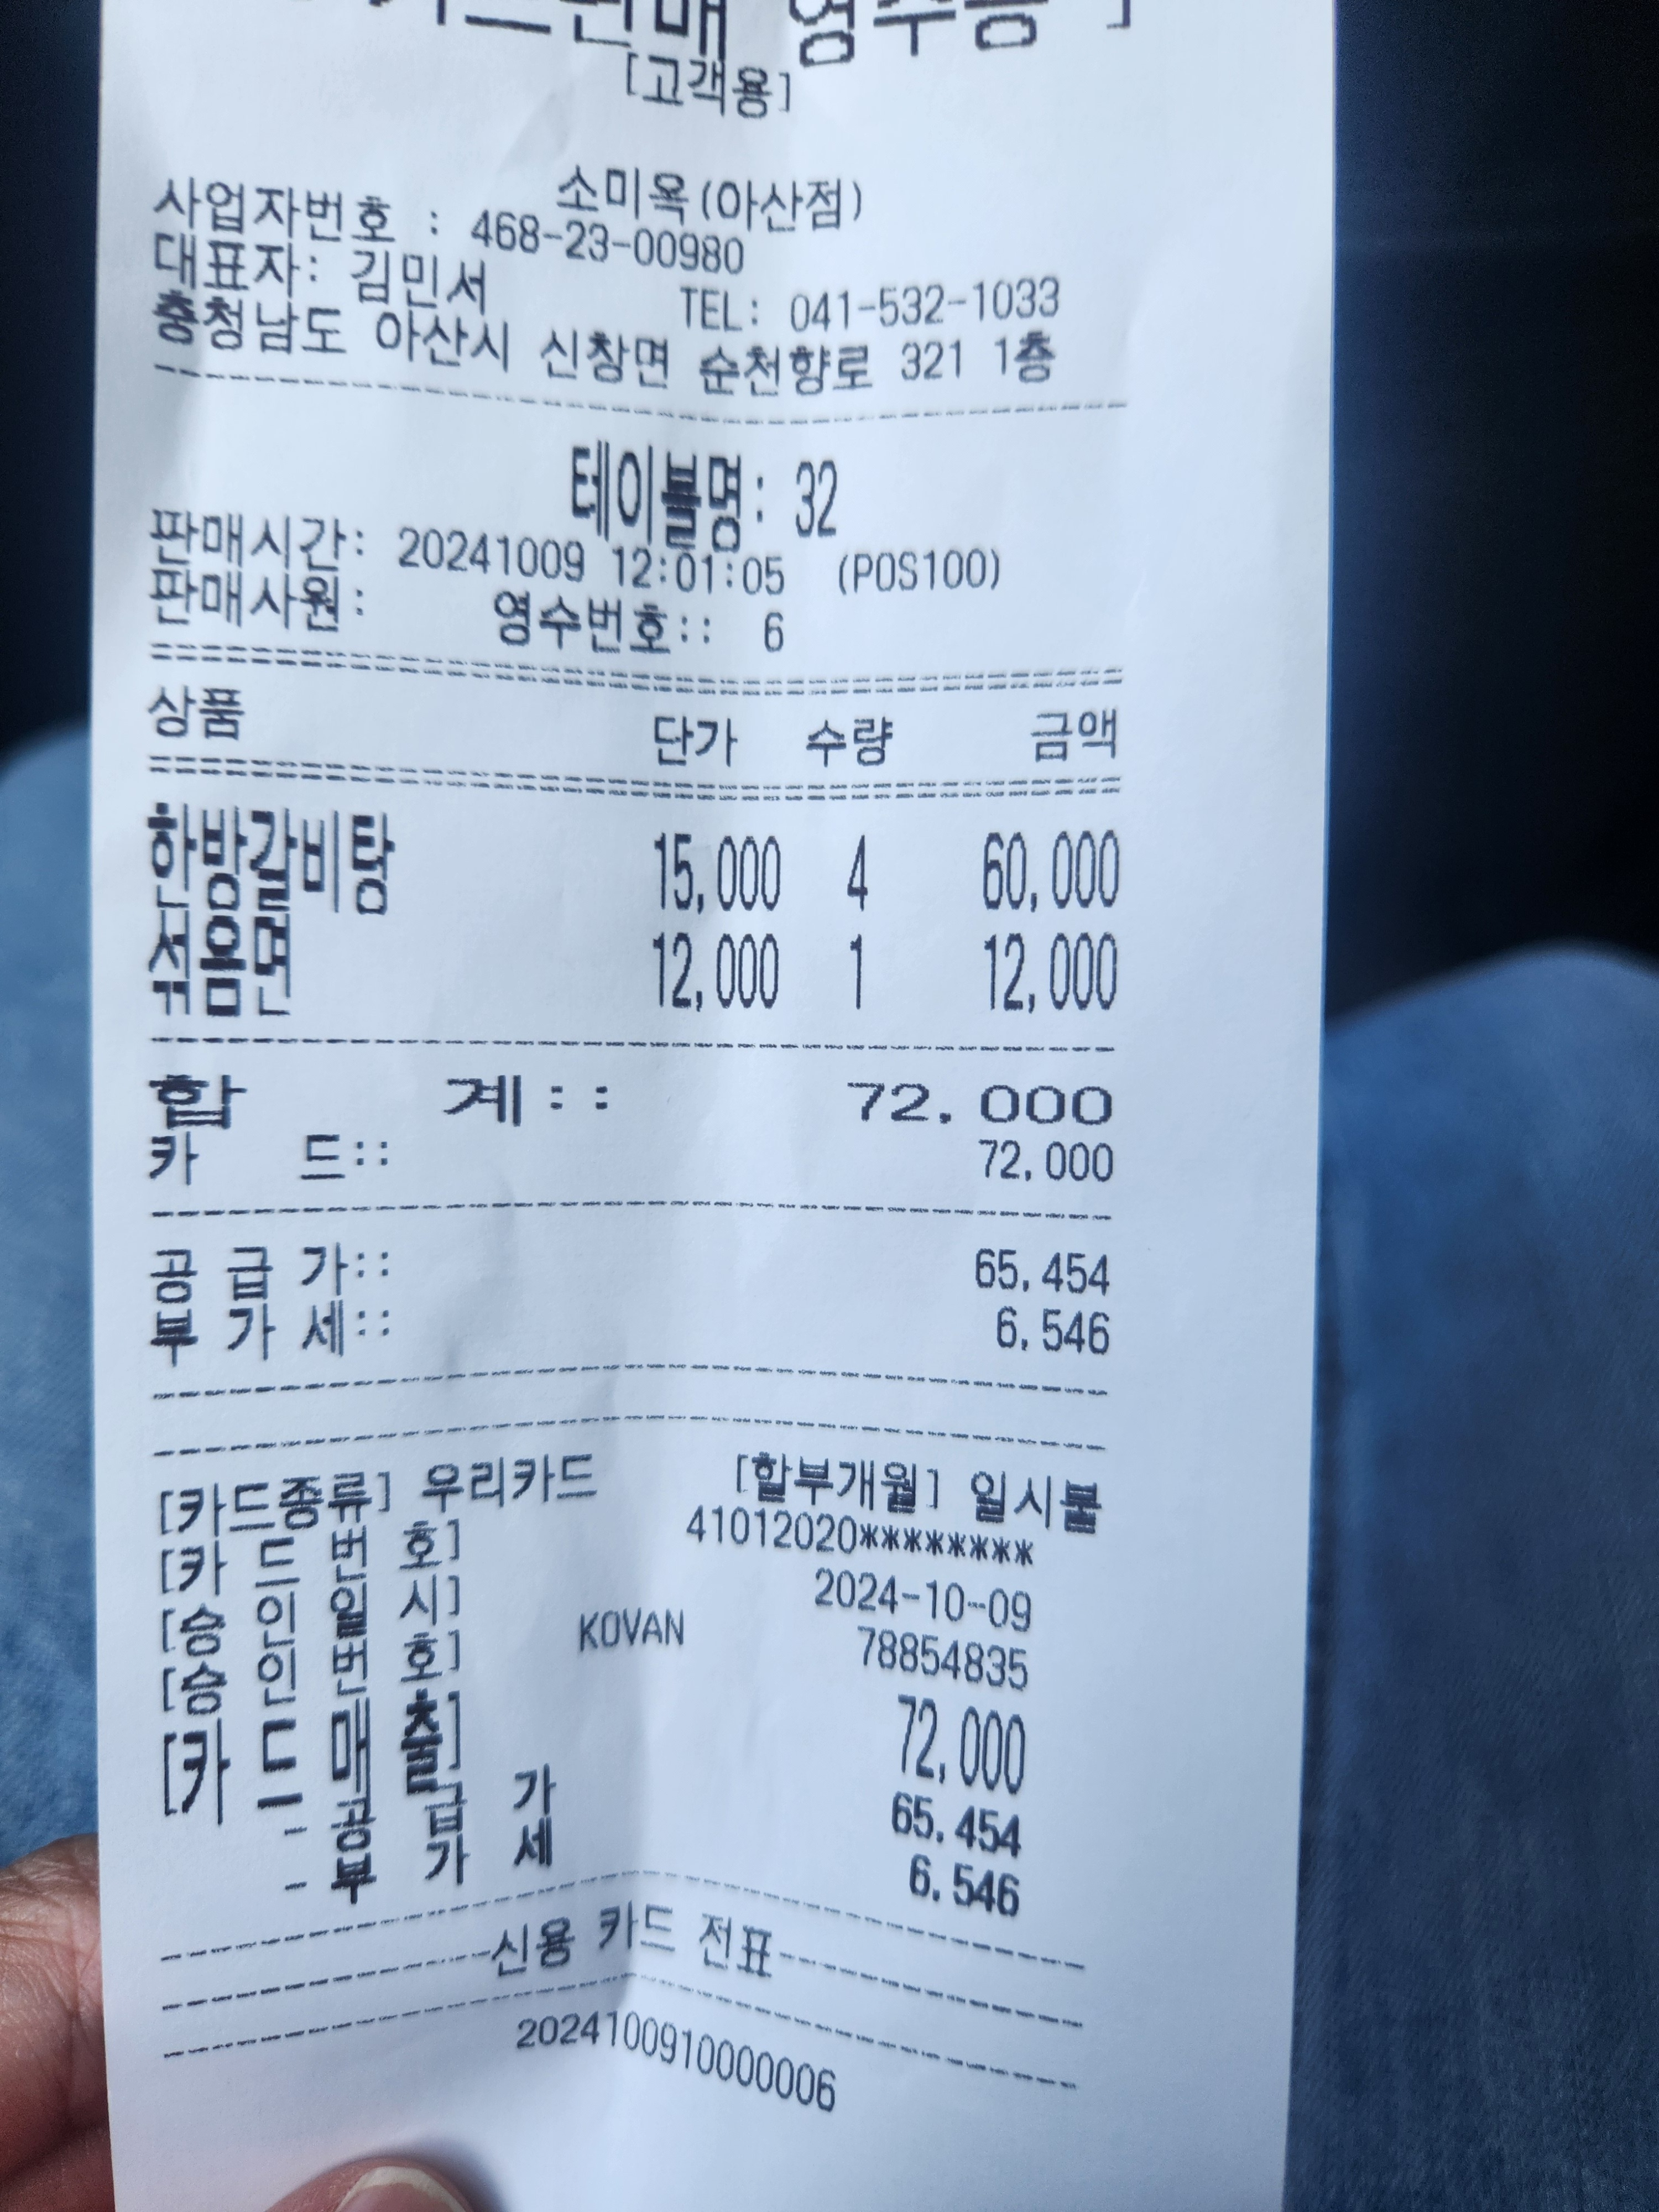 [고객용]
소미옥(아산점)
사업자번호 : 468-23-00980
대표자: 김민서 TEL: 041-532-1033
충청남도 아산시 신창면 순천향로 321 1층
테이블명: 32
판매시간: 20241009 12:01:05 (POS100)
판매사원: 영수번호:: 6
상품 단가 수량 금액
한방갈비탕 15,000 4 60,000
쥐욤면 12,000 1 12,000
합 계:: 72,000
카 드:: 72,000
공 급 가:: 65,454
부 가 세:: 6,546
[카드종류] 우리카드 [할부개월] 일시불
[카 드 번 호] 41012020********
[승 인 일 시] 2024-10-09
[승 인 번 호] KOVAN 78854835
[카 드 매 출] 72,000
- 공 급 가 65,454
- 부 가 세 6,546
신용 카드 전표
2024100910000006